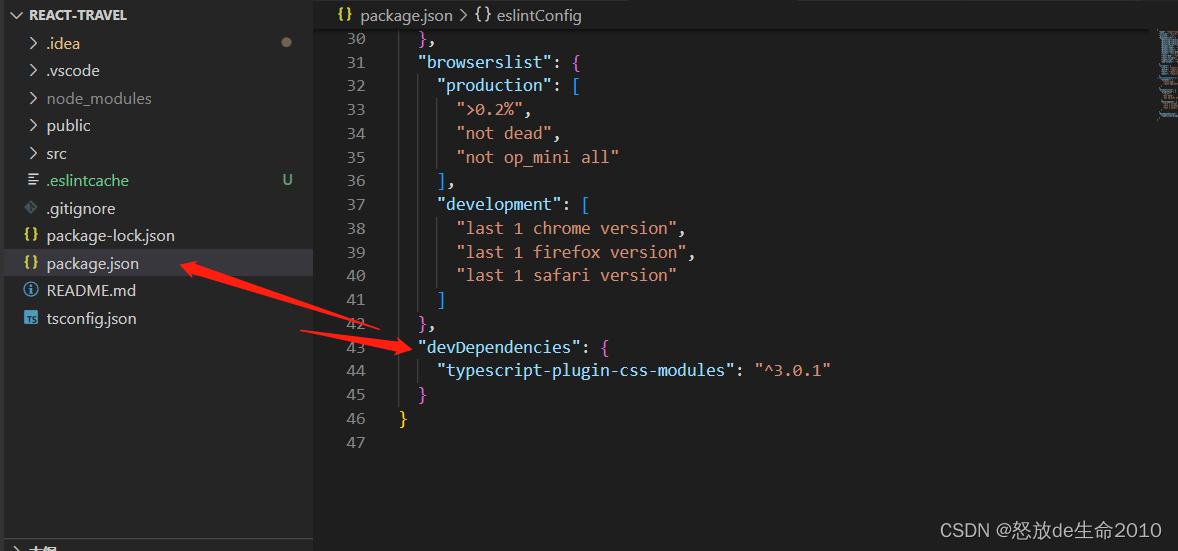 REACT-TRAVEL
.idea
.vscode
node_modules
public
src
.eslintcache U
.gitignore
package-lock.json
package.json
README.md
tsconfig.json
package.json > {} eslintConfig
30 },
31 "browserslist": {
32 "production": [
33 ">0.2%",
34 "not dead",
35 "not op_mini all"
36 ],
37 "development": [
38 "last 1 chrome version",
39 "last 1 firefox version",
40 "last 1 safari version"
41 ]
42 },
43 "devDependencies": {
44 "typescript-plugin-css-modules": "^3.0.1"
45 }
46 }
47
CSDN @怒放de生命2010